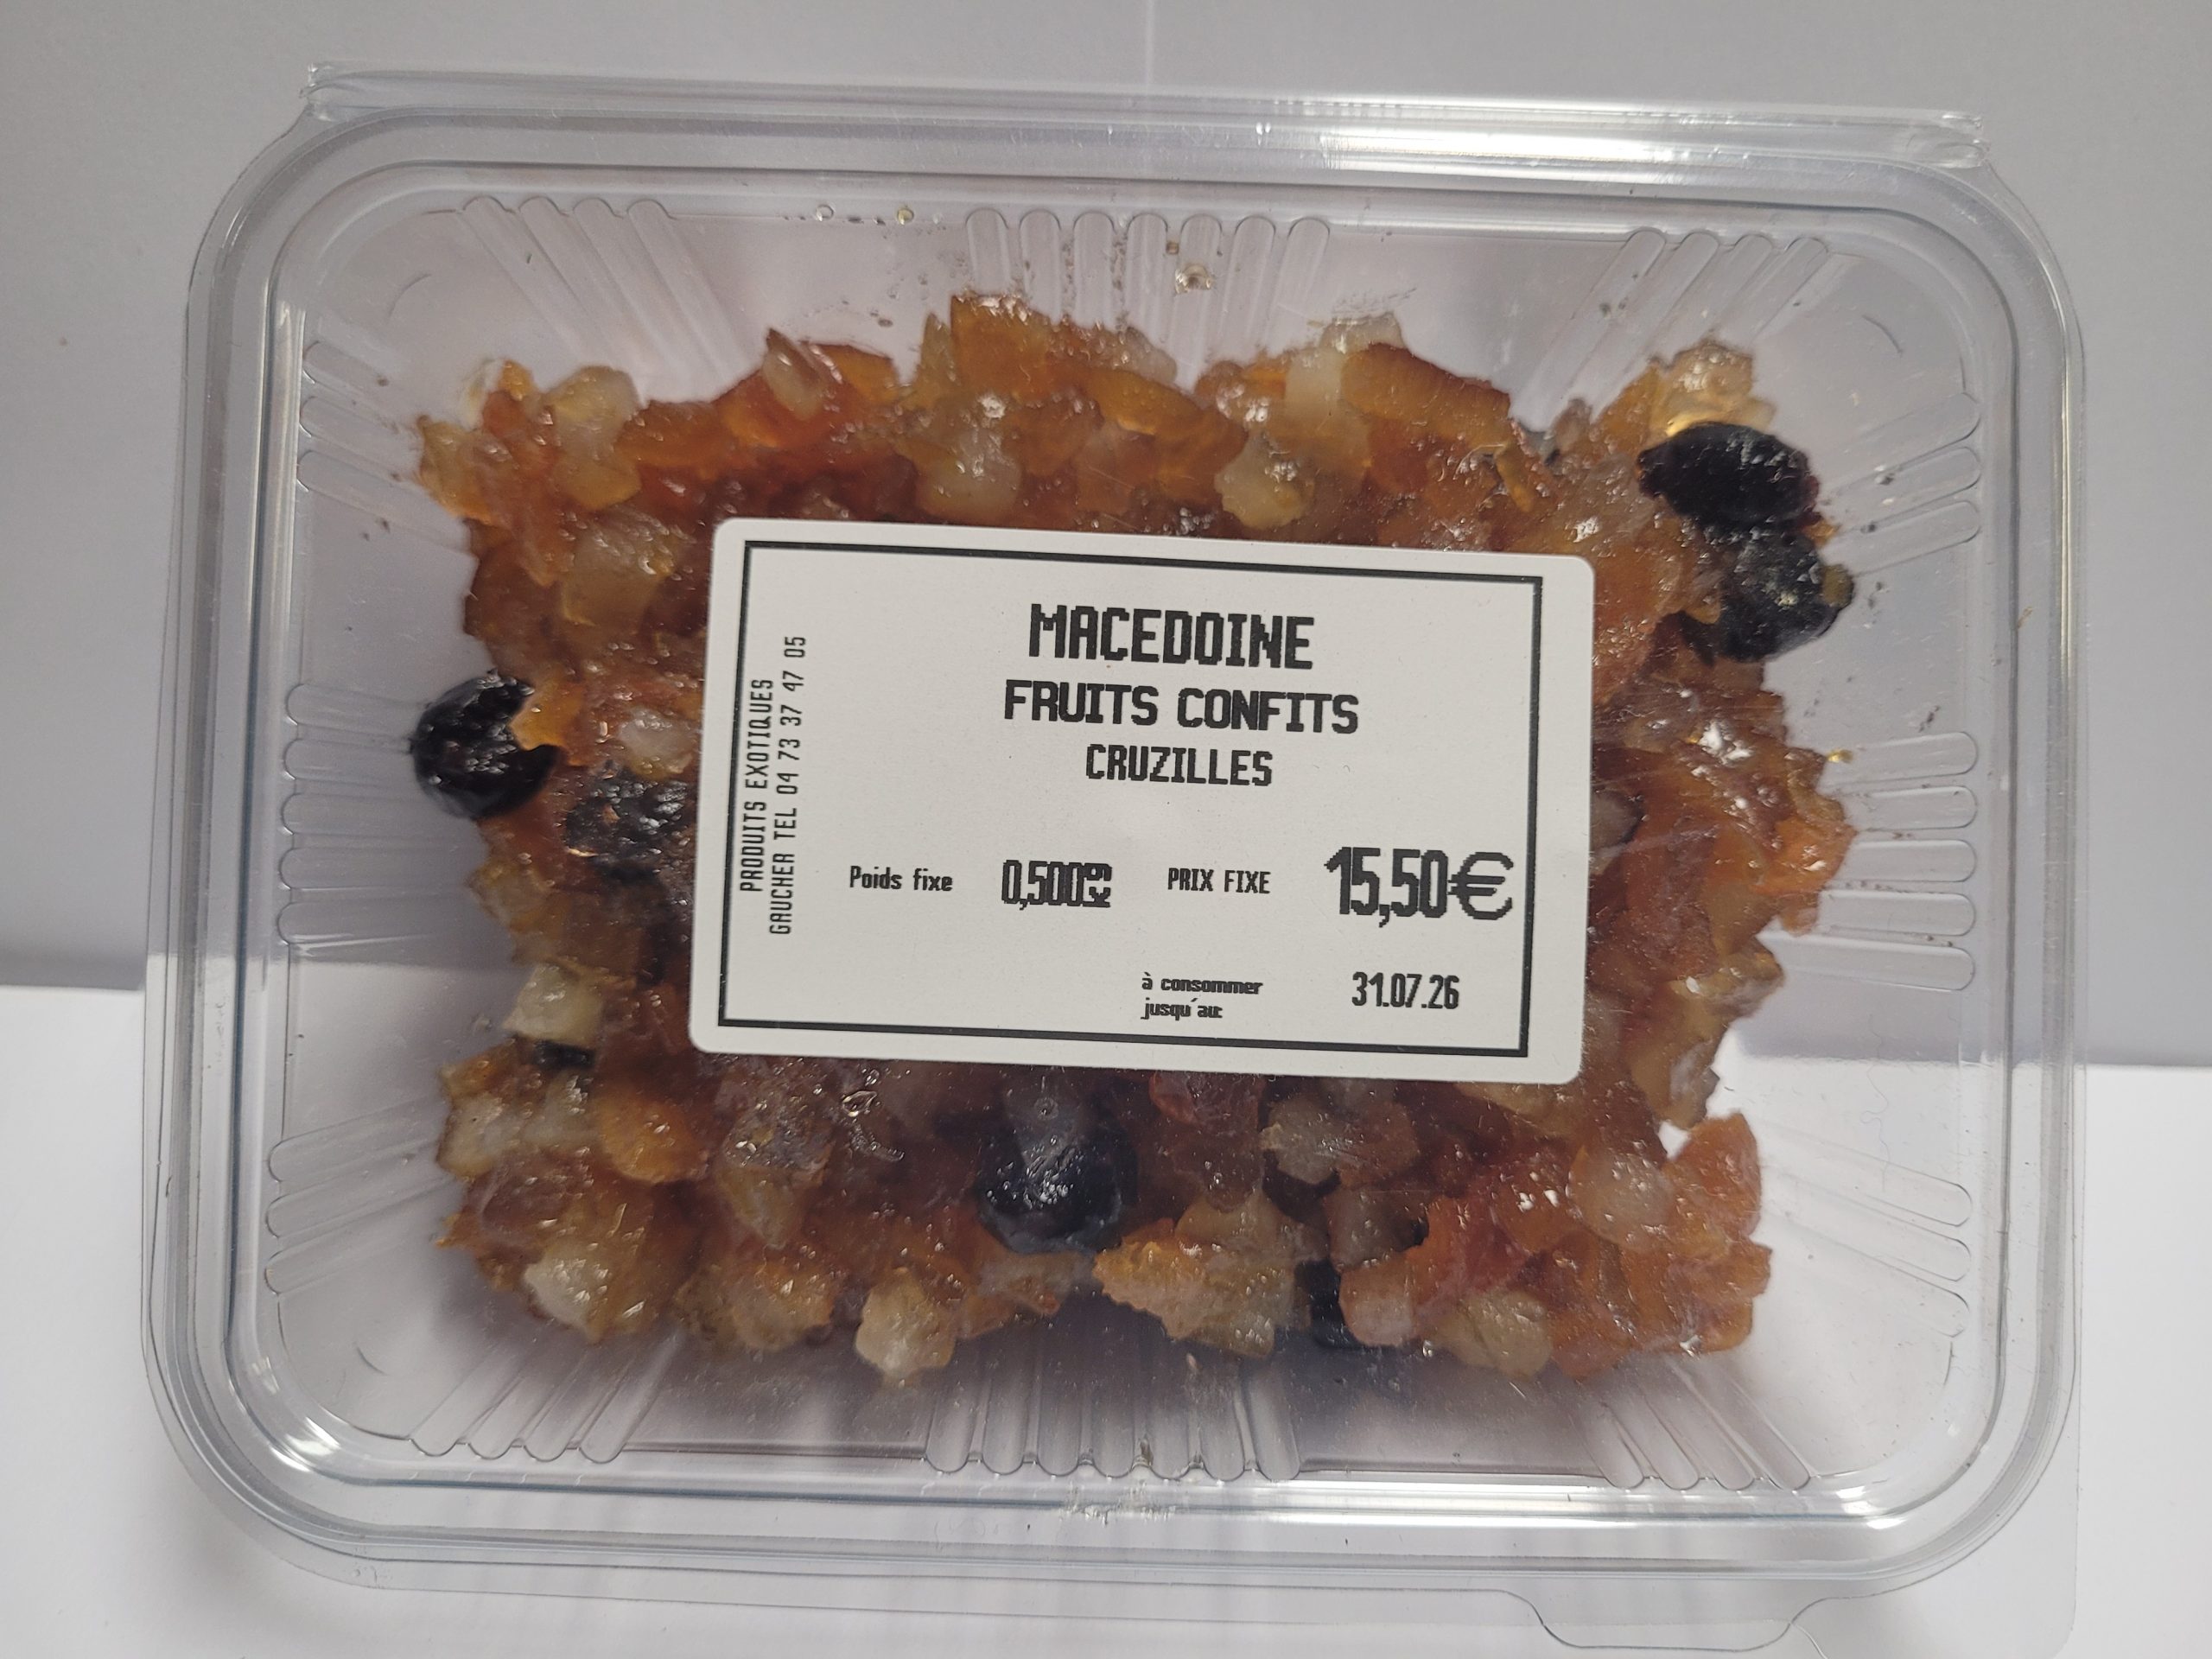 MACEDOINE
FRUITS CONFITS
CRUZILLES
PRODUITS EXOTIQUES
GAUCHER TEL 04 73 37 47 05
Poids fixe 0,500kg PRIX FIXE 15,50€
à consommer
jusqu'au: 31.07.26